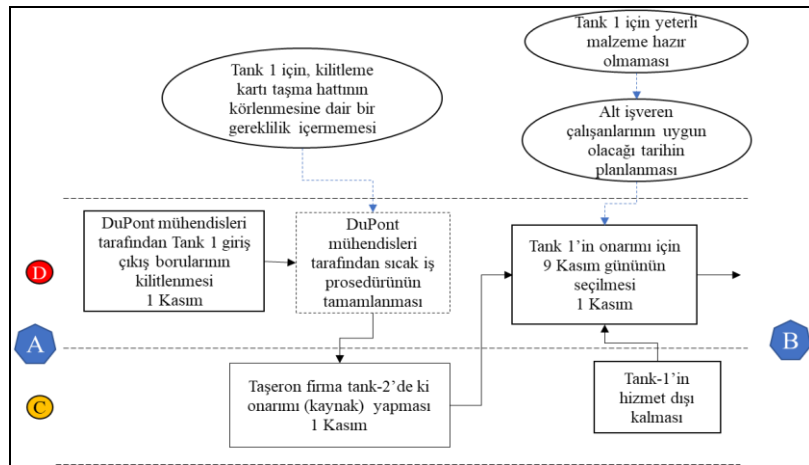 Tank 1 için yeterli
malzeme hazır
olmaması
Tank 1 için, kilitleme
kartı taşma hattının
körlenmesine dair bir
gereklilik içermemesi
Alt işveren
çalışanlarının uygun
olacağı tarihin
planlanması
DuPont mühendisleri
tarafından Tank 1 giriş
çıkış borularının
kilitlenmesi
1 Kasım
DuPont
mühendisleri
tarafından sıcak iş
prosedürünün
tamamlanması
Tank 1’in onarımı için
9 Kasım gününün
seçilmesi
1 Kasım
D
A
B
Taşeron firma tank-2’de ki
onarımı (kaynak) yapması
1 Kasım
Tank-1’in
hizmet dışı
kalması
C